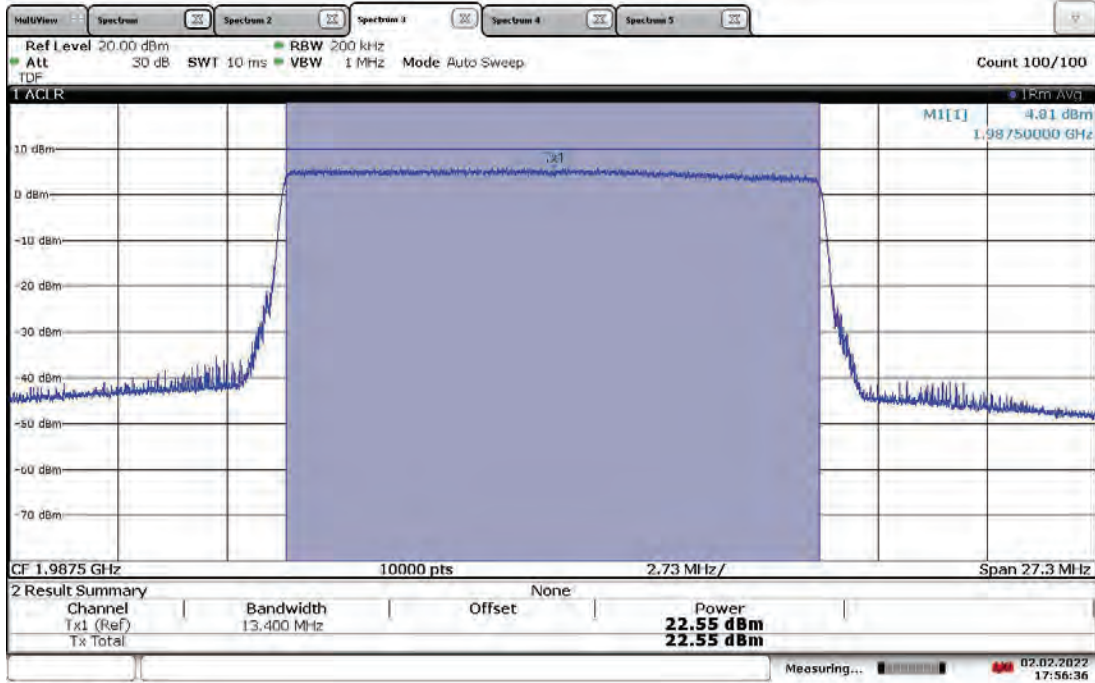 MultiView Spectrum Spectrum 2 Spectrum 3 Spectrum 4 Spectrum 5
Ref Level 20.00 dBm RBW 200 kHz
Att 30 dB SWT 10 ms VBW 1 MHz Mode Auto Sweep Count 100/100
TDF
1 ACLR 1Rm Avg
M1[1] 4.81 dBm
1.98750000 GHz
10 dBm
Tx1
0 dBm
-10 dBm
-20 dBm
-30 dBm
-40 dBm
-50 dBm
-60 dBm
-70 dBm
CF 1.9875 GHz 10000 pts 2.73 MHz/ Span 27.3 MHz
2 Result Summary None
Channel Bandwidth Offset Power
Tx1 (Ref) 13.400 MHz 22.55 dBm
Tx Total 22.55 dBm
Measuring... 02.02.2022
17:56:36